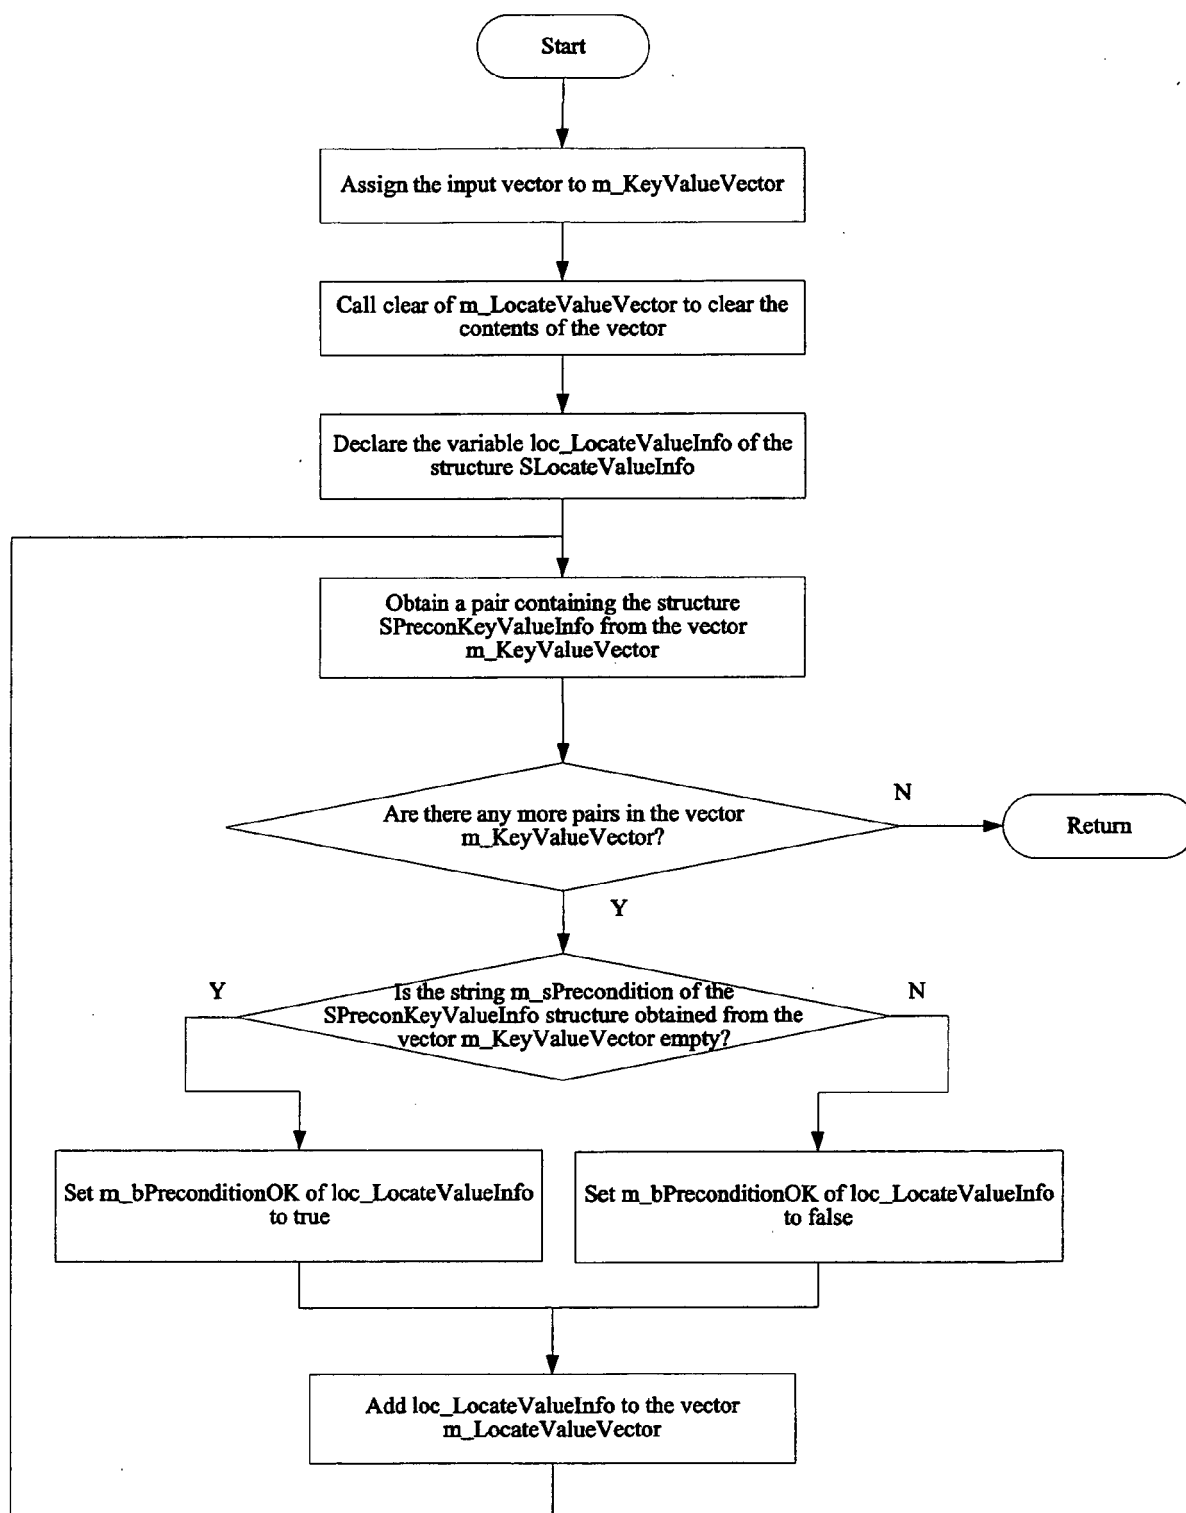 Start
Assign the input vector to m_KeyValueVector
Call clear of m_LocateValueVector to clear the
contents of the vector
Declare the variable loc_LocateValueInfo of the
structure SLocateValueInfo
Obtain a pair containing the structure
SPreconKeyValueInfo from the vector
m_KeyValueVector
N
Are there any more pairs in the vector
m_KeyValueVector?
Return
Y
Y
Is the string m_sPrecondition of the
SPreconKeyValueInfo structure obtained from the
vector m_KeyValueVector empty?
N
Set m_bPreconditionOK of loc_LocateValueInfo
to true
Set m_bPreconditionOK of loc_LocateValueInfo
to false
Add loc_LocateValueInfo to the vector
m_LocateValueVector